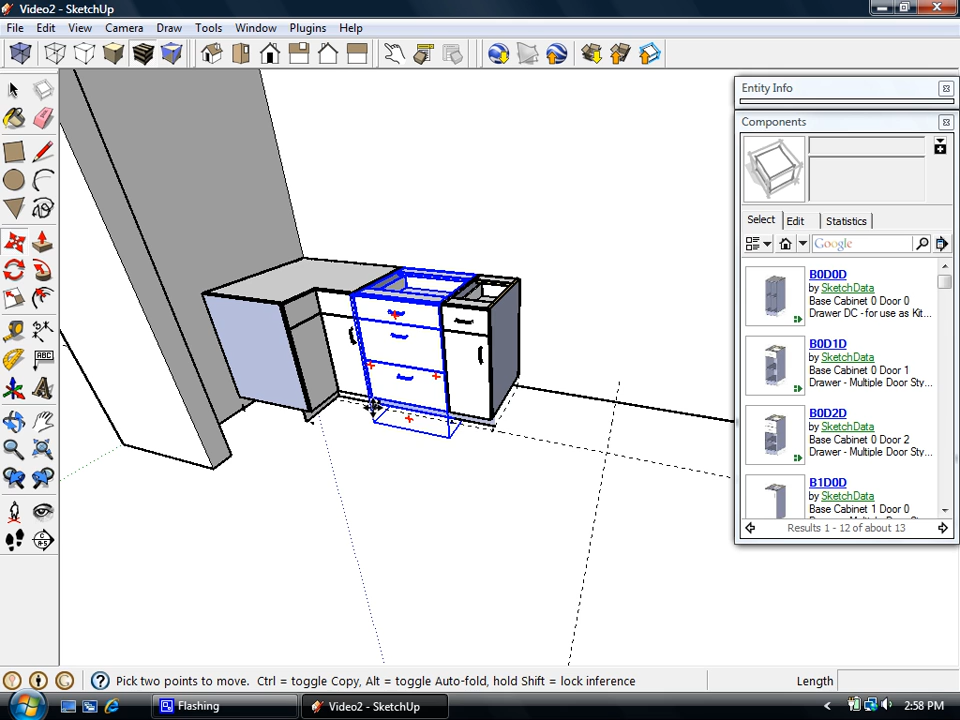 Video2 - SketchUp
File Edit View Camera Draw Tools Window Plugins Help
Entity Info
Components
Select Edit Statistics
Google
B0D0D
by SketchData
Base Cabinet 0 Door 0
Drawer DC - for use as Kit...
B0D1D
by SketchData
Base Cabinet 0 Door 1
Drawer - Multiple Door Sty...
B0D2D
by SketchData
Base Cabinet 0 Door 2
Drawer - Multiple Door Sty...
B1D0D
by SketchData
Base Cabinet 1 Door 0
Results 1 - 12 of about 13
ABC
Pick two points to move. Ctrl = toggle Copy, Alt = toggle Auto-fold, hold Shift = lock inference
Length
Flashing
Video2 - SketchUp
2:58 PM